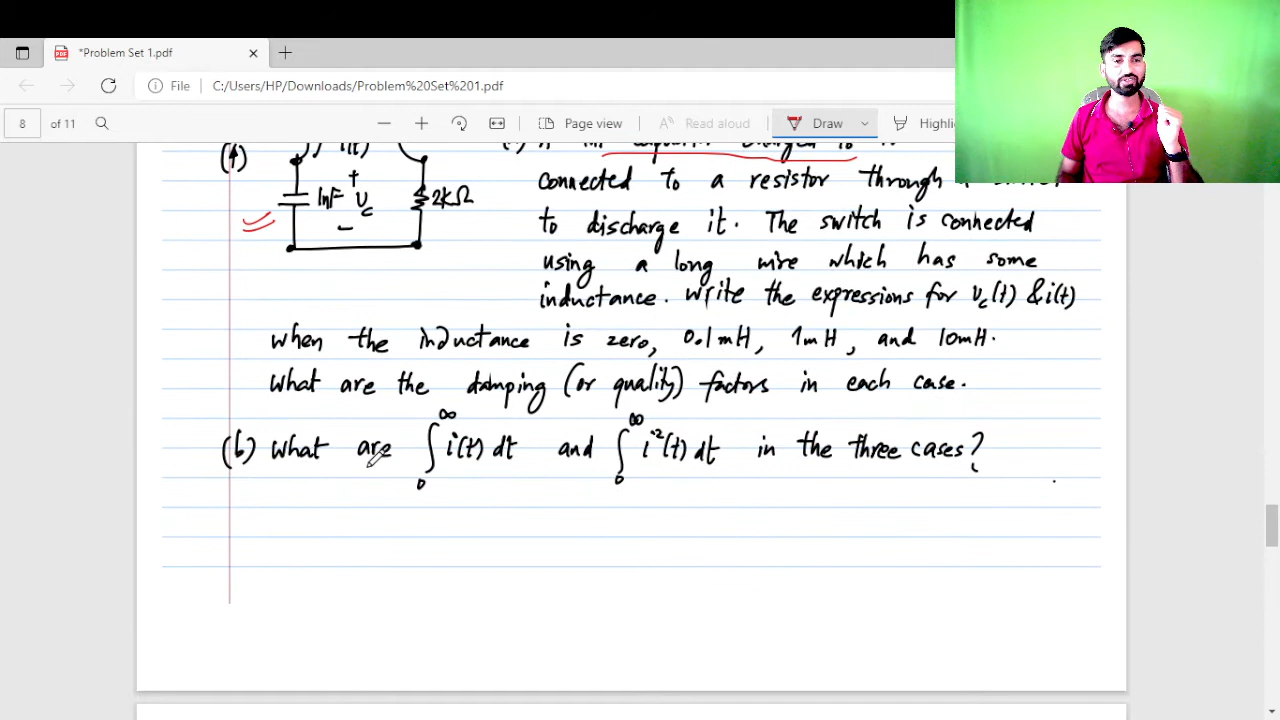 *Problem Set 1.pdf
File C:/Users/HP/Downloads/Problem%20Set%201.pdf
8 of 11 Page view Read aloud Draw Highli
(1) i(t)
connected to a resistor through a
1nF + Vc - 2kΩ
to discharge it. The switch is connected
using a long wire which has some
inductance. Write the expressions for Vc(t) & i(t)
when the inductance is zero, 0.1mH, 1mH, and 10mH.
What are the damping (or quality) factors in each case.
(b) What are ∫₀^∞ i(t) dt and ∫₀^∞ i²(t) dt in the three cases?